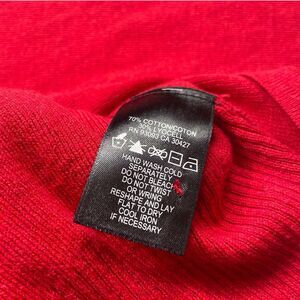 70% COTTON/COTON
30% LYOCELL
RN 93063 CA 30427
HAND WASH COLD
SEPARATELY
DO NOT BLEACH
DO NOT TWIST
OR WRING
RESHAPE AND LAY
FLAT TO DRY
COOL IRON
IF NECESSARY